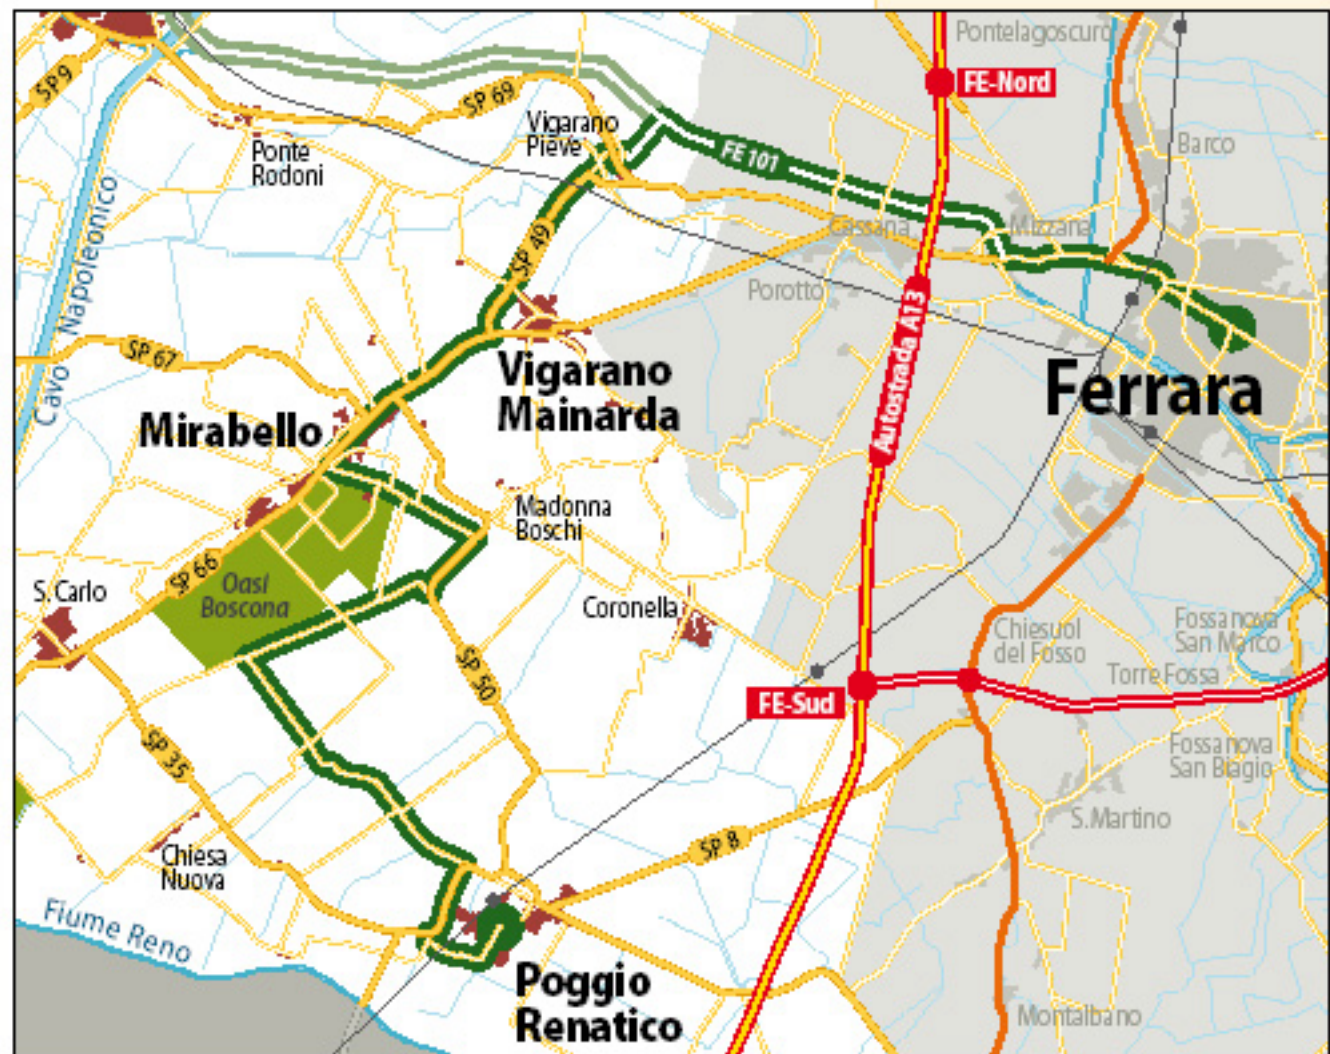 Pontelagoscuro
SP 9
FE-Nord
SP 69
Vigarano
Pieve
Ponte
Rodoni
FE 101
Barco
Cavo Napoleonico
SP 49
Cassana
Mizzana
Porotto
SP 67
Autostrada A13
Vigarano
Mainarda
Ferrara
Mirabello
Madonna
Boschi
SP 66
Oasi
Boscona
S. Carlo
Coronella
Chiesuol
del Fosso
Fossanova
San Marco
Torre Fossa
SP 50
FE-Sud
SP 35
Fossanova
San Biagio
S. Martino
SP 8
Chiesa
Nuova
Fiume Reno
Poggio
Renatico
Montalbano